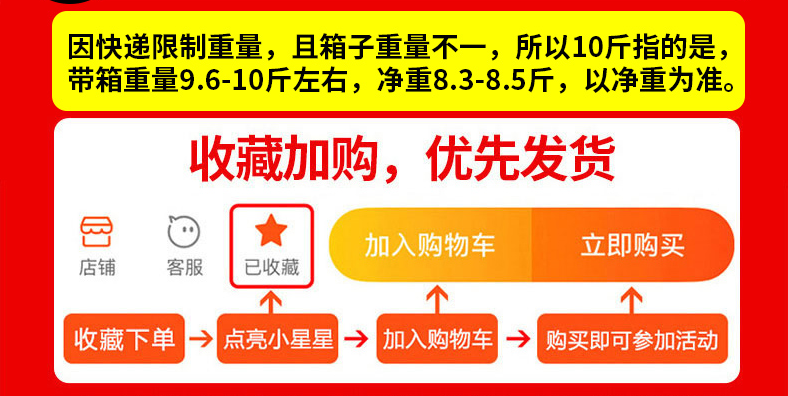 因快递限制重量，且箱子重量不一，所以10斤指的是，
带箱重量9.6-10斤左右，净重8.3-8.5斤，以净重为准。
收藏加购，优先发货
店铺
客服
已收藏
加入购物车
立即购买
收藏下单
点亮小星星
加入购物车
购买即可参加活动